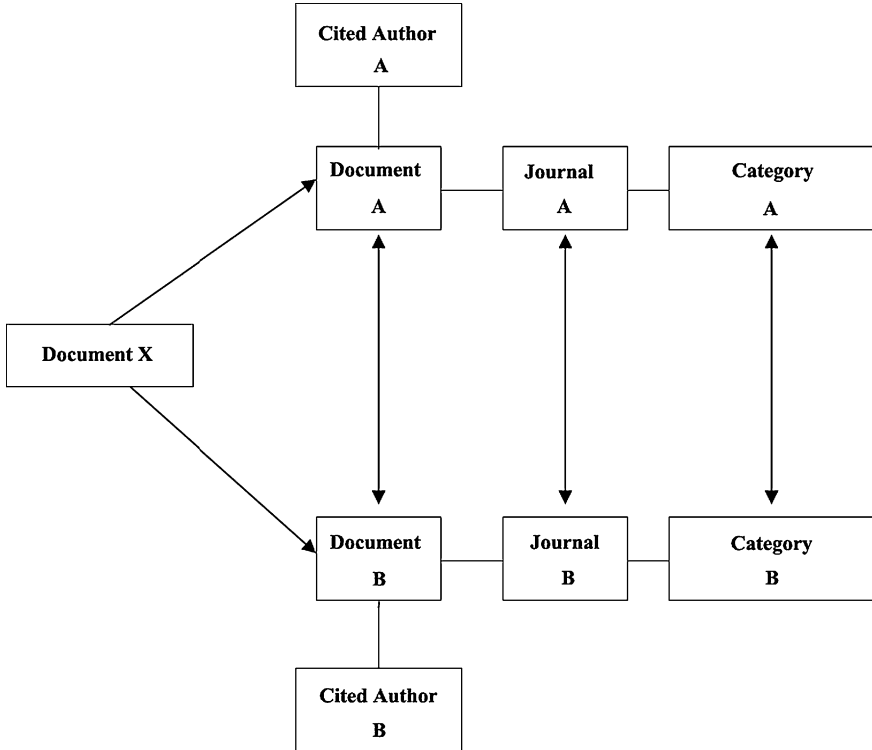 Cited Author
A
Document
A
Journal
A
Category
A
Document X
Document
B
Journal
B
Category
B
Cited Author
B